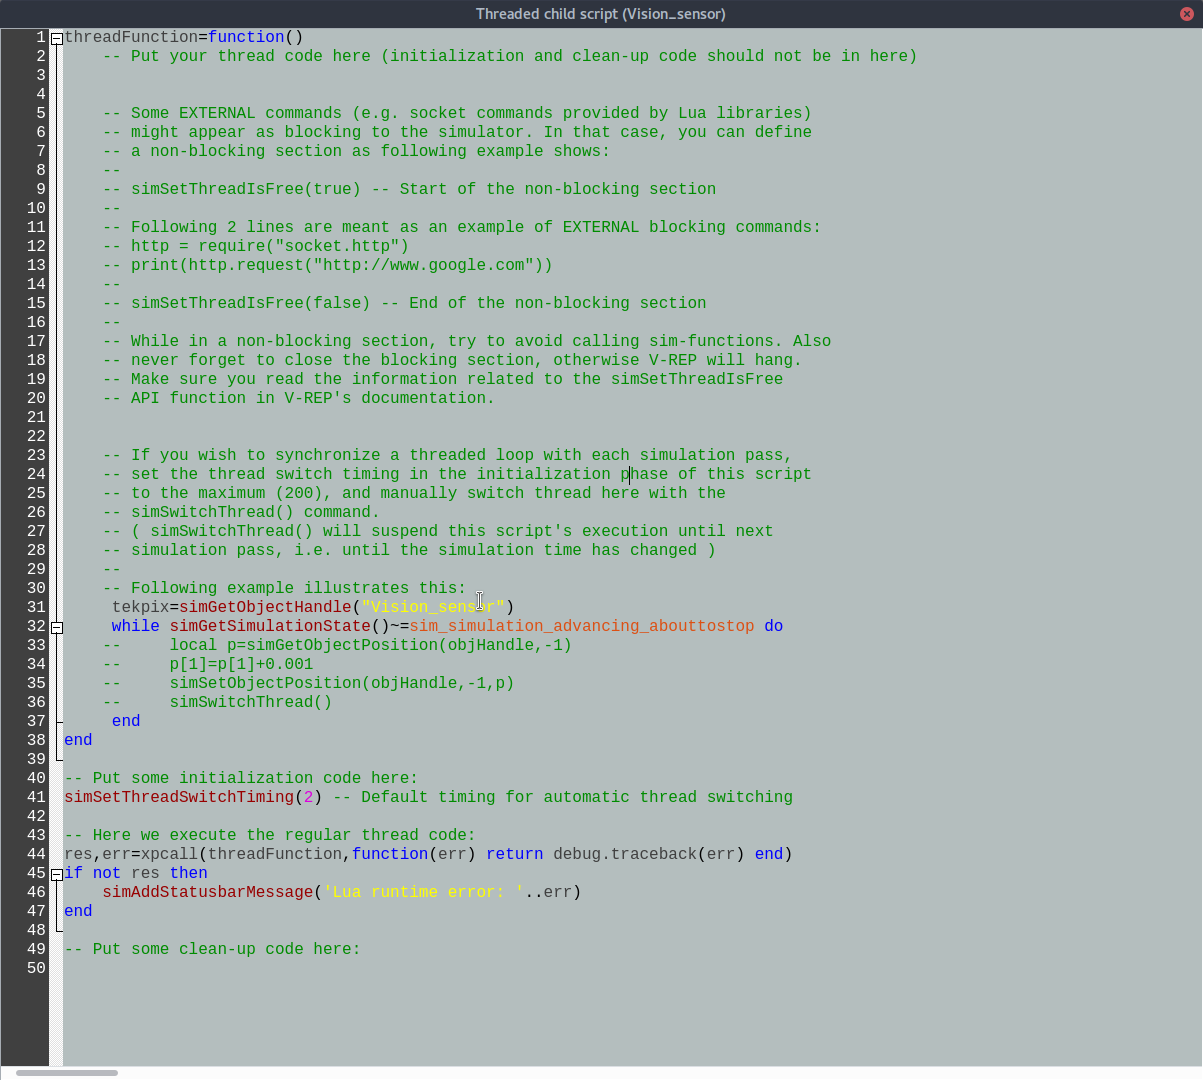 Threaded child script (Vision_sensor)
1 threadFunction=function()
2 -- Put your thread code here (initialization and clean-up code should not be in here)
3
4
5 -- Some EXTERNAL commands (e.g. socket commands provided by Lua libraries)
6 -- might appear as blocking to the simulator. In that case, you can define
7 -- a non-blocking section as following example shows:
8 --
9 -- simSetThreadIsFree(true) -- Start of the non-blocking section
10 --
11 -- Following 2 lines are meant as an example of EXTERNAL blocking commands:
12 -- http = require("socket.http")
13 -- print(http.request("http://www.google.com"))
14 --
15 -- simSetThreadIsFree(false) -- End of the non-blocking section
16 --
17 -- While in a non-blocking section, try to avoid calling sim-functions. Also
18 -- never forget to close the blocking section, otherwise V-REP will hang.
19 -- Make sure you read the information related to the simSetThreadIsFree
20 -- API function in V-REP's documentation.
21
22
23 -- If you wish to synchronize a threaded loop with each simulation pass,
24 -- set the thread switch timing in the initialization phase of this script
25 -- to the maximum (200), and manually switch thread here with the
26 -- simSwitchThread() command.
27 -- ( simSwitchThread() will suspend this script's execution until next
28 -- simulation pass, i.e. until the simulation time has changed )
29 --
30 -- Following example illustrates this:
31 tekpix=simGetObjectHandle("Vision_sensor")
32 while simGetSimulationState()~=sim_simulation_advancing_abouttostop do
33 -- local p=simGetObjectPosition(objHandle,-1)
34 -- p[1]=p[1]+0.001
35 -- simSetObjectPosition(objHandle,-1,p)
36 -- simSwitchThread()
37 end
38 end
39
40 -- Put some initialization code here:
41 simSetThreadSwitchTiming(2) -- Default timing for automatic thread switching
42
43 -- Here we execute the regular thread code:
44 res,err=xpcall(threadFunction,function(err) return debug.traceback(err) end)
45 if not res then
46 simAddStatusbarMessage('Lua runtime error: '..err)
47 end
48
49 -- Put some clean-up code here:
50